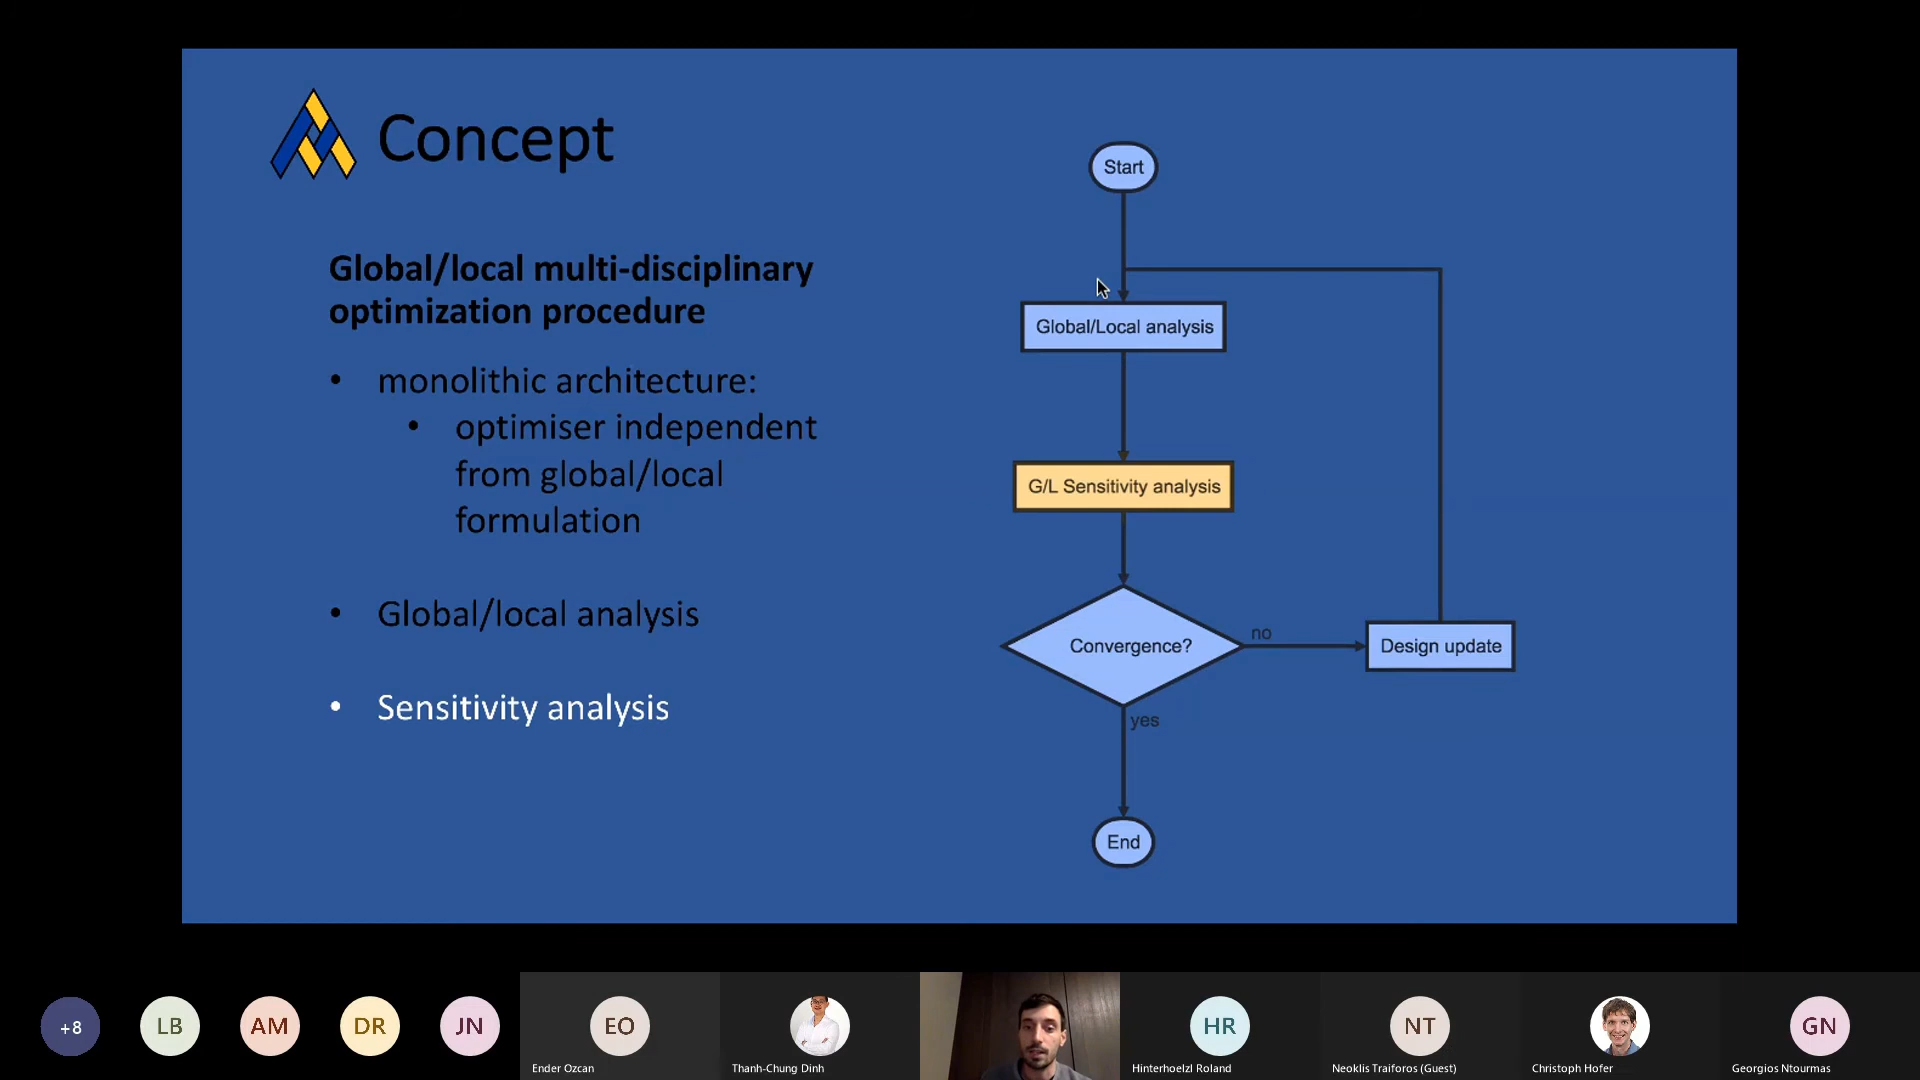 Concept
Global/local multi-disciplinary
optimization procedure
• monolithic architecture:
• optimiser independent
from global/local
formulation
• Global/local analysis
• Sensitivity analysis
Start
Global/Local analysis
G/L Sensitivity analysis
Convergence?
no
Design update
yes
End
+8
LB
AM
DR
JN
EO
Ender Ozcan
Thanh-Chung Dinh
HR
Hinterhoelzl Roland
NT
Neoklis Traiforos (Guest)
Christoph Hofer
GN
Georgios Ntourmas